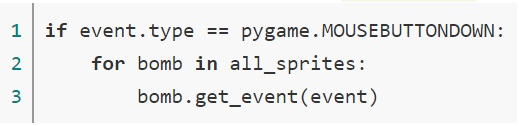 1 if event.type == pygame.MOUSEBUTTONDOWN:
2     for bomb in all_sprites:
3         bomb.get_event(event)